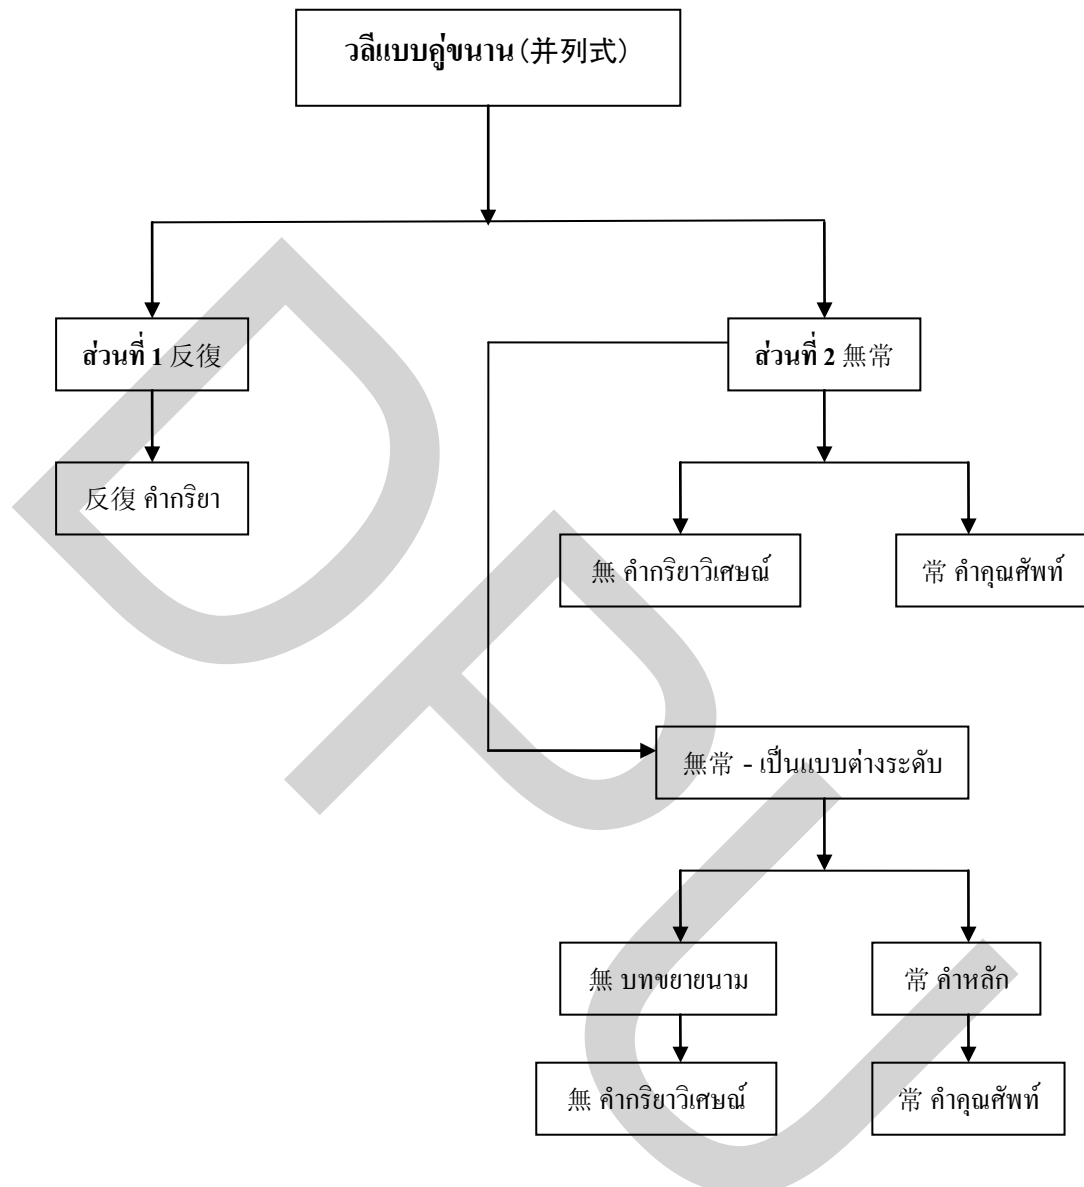 วลีแบบคู่ขนาน (并列式)
ส่วนที่ 1 反復
ส่วนที่ 2 無常
反復 คำกริยา
無 คำกริยาวิเศษณ์
常 คำคุณศัพท์
無常 - เป็นแบบต่างระดับ
無 บทขยายนาม
常 คำหลัก
無 คำกริยาวิเศษณ์
常 คำคุณศัพท์
DPU